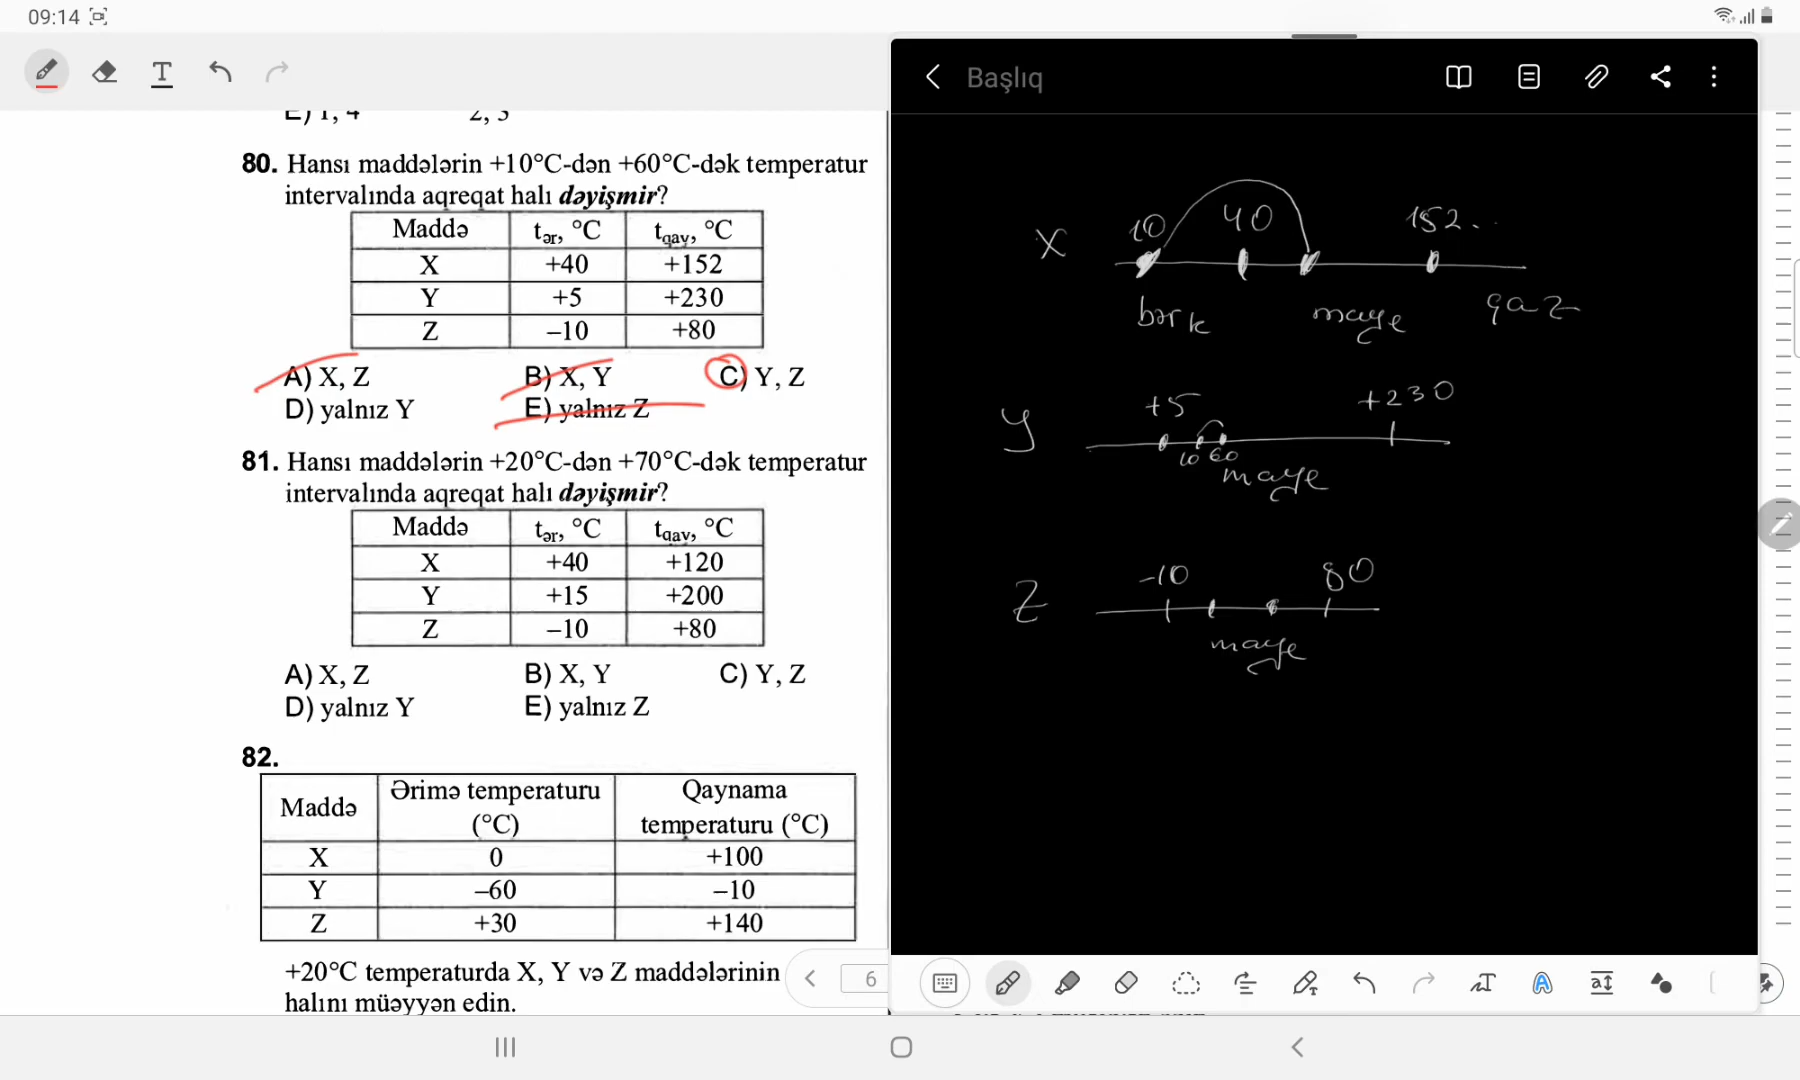 09:14
E) 1, 4 2, 3
80. Hansı maddələrin +10°C-dən +60°C-dək temperatur
intervalında aqreqat halı dəyişmir?
Maddə tər, °C tqay, °C
X +40 +152
Y +5 +230
Z –10 +80
A) X, Z B) X, Y C) Y, Z
D) yalnız Y E) yalnız Z
81. Hansı maddələrin +20°C-dən +70°C-dək temperatur
intervalında aqreqat halı dəyişmir?
Maddə tər, °C tqay, °C
X +40 +120
Y +15 +200
Z –10 +80
A) X, Z B) X, Y C) Y, Z
D) yalnız Y E) yalnız Z
82.
Maddə Ərimə temperaturu (°C) Qaynama temperaturu (°C)
X 0 +100
Y –60 –10
Z +30 +140
+20°C temperaturda X, Y və Z maddələrinin
halını müəyyən edin.
6
Başlıq
X 10 40 152..
bərk maye qaz
Y +5 +230
10 60
maye
Z -10 80
maye